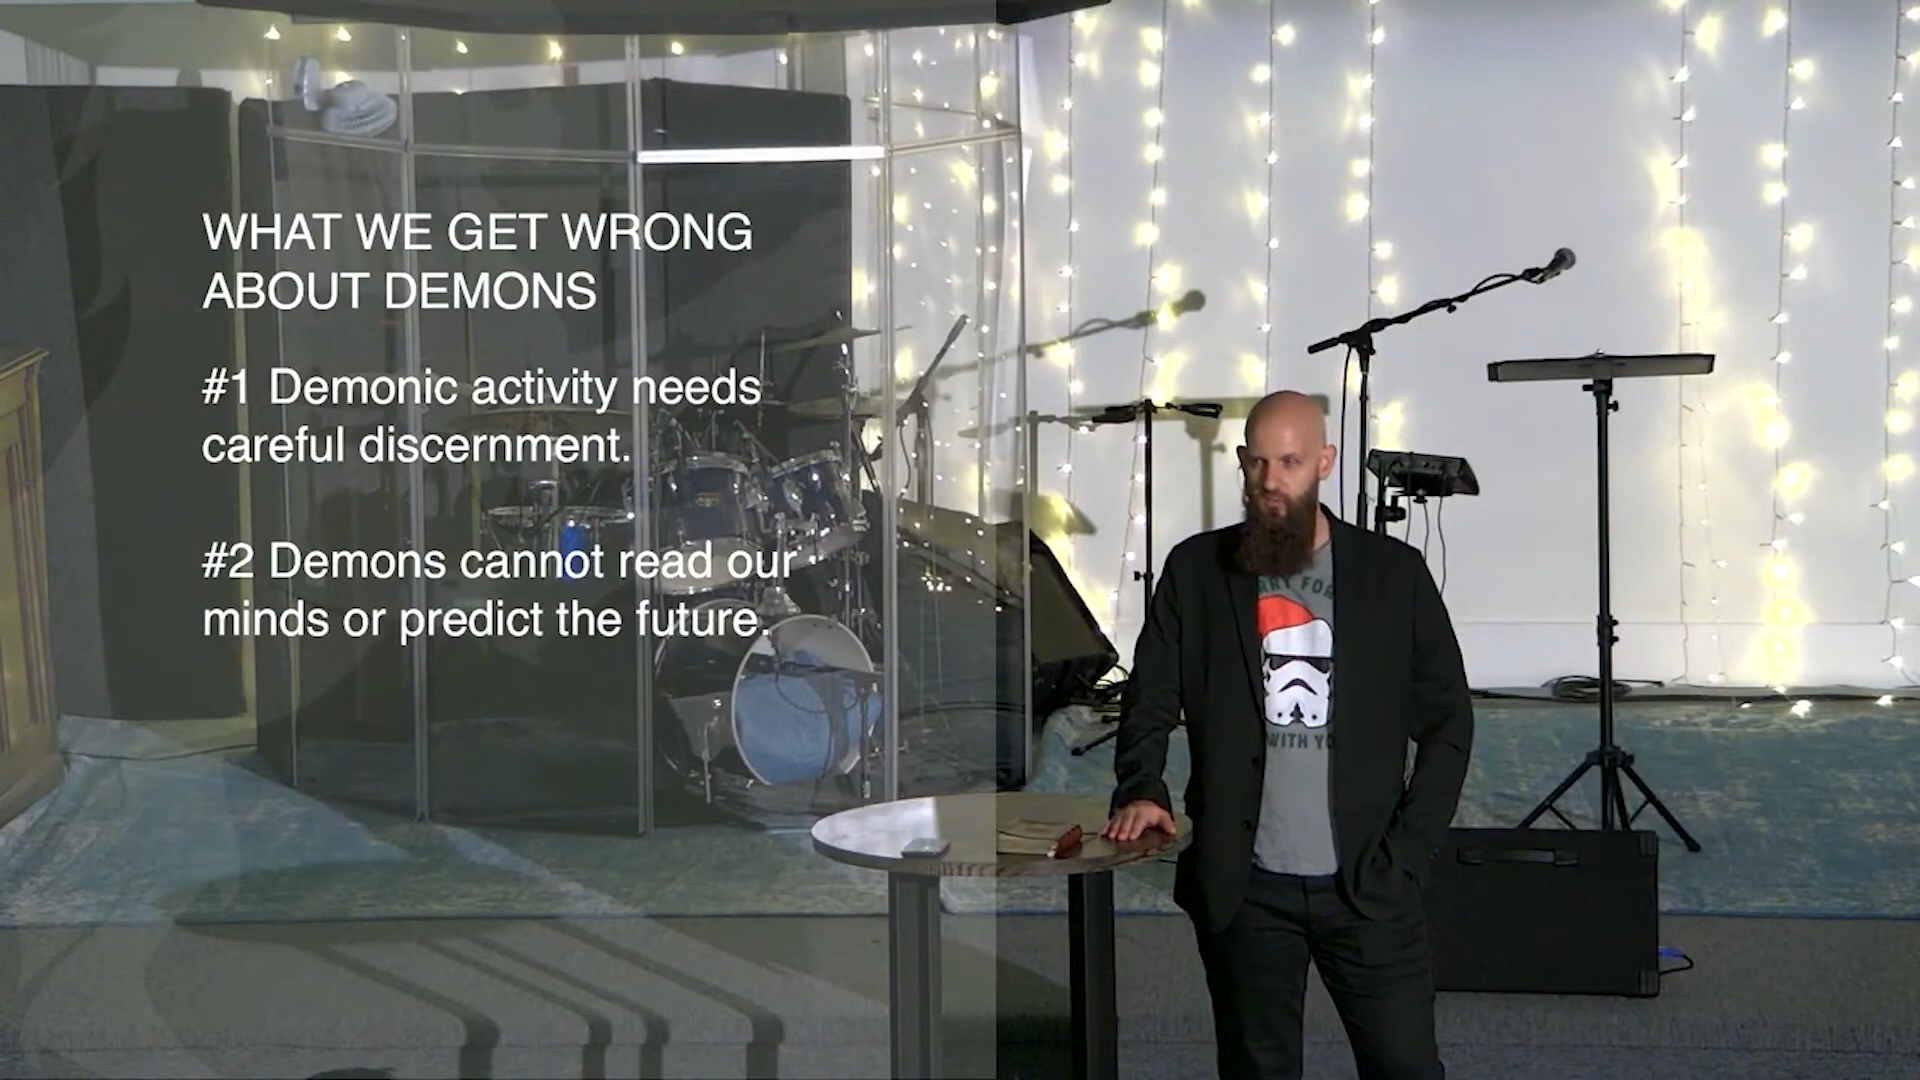 WHAT WE GET WRONG
ABOUT DEMONS
#1 Demonic activity needs
careful discernment.
#2 Demons cannot read our
minds or predict the future.
WITH